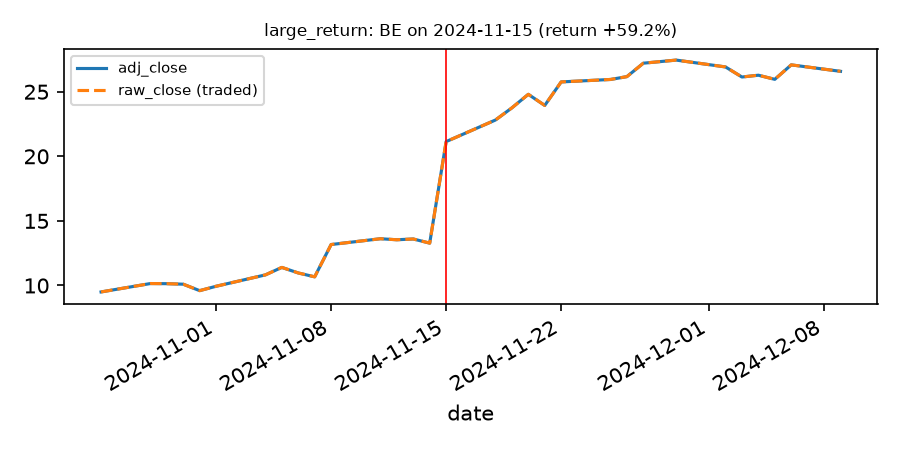 large_return: BE on 2024-11-15 (return +59.2%)
adj_close
raw_close (traded)
25
20
15
10
2024-11-01
2024-11-08
2024-11-15
2024-11-22
2024-12-01
2024-12-08
date